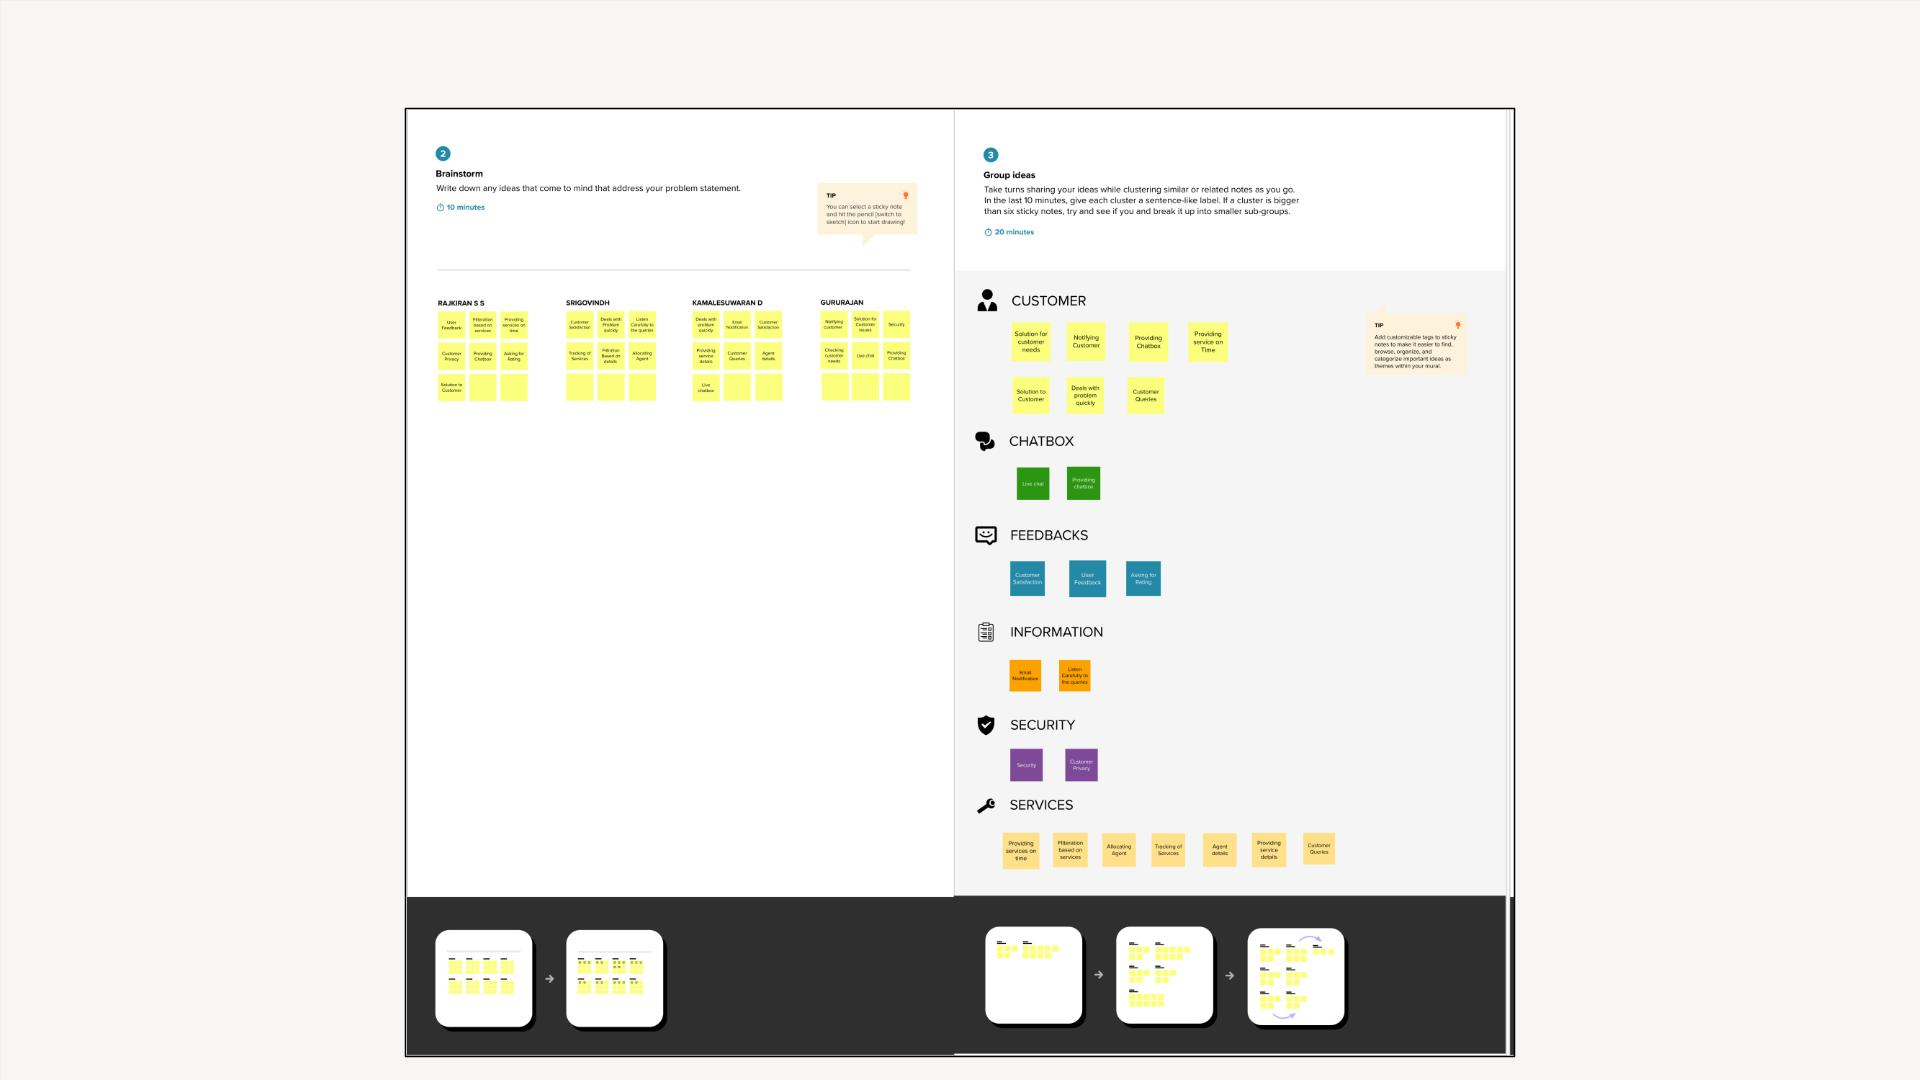 2
Brainstorm
Write down any ideas that come to mind that address your problem statement.
10 minutes
TIP
You can select a sticky note
and hit the pencil [switch to
sketch] icon to start drawing!
RAJKIRAN S S
User
Feedback
Filteration
based on
services
Providing
services on
time
Customer
Privacy
Providing
Chatbox
Asking for
Rating
Solution to
Customer
SRIGOVINDH
Customer
Satisfaction
Deals with
Problem
quickly
Listen
Carefully to
the queries
Tracking of
Services
Filtration
Based on
details
Allocating
Agent
KAMALESUWARAN D
Deals with
problem
quickly
Email
Notification
Customer
Satisfaction
Providing
service
details
Customer
Queries
Agent
details
Live
chatbox
GURURAJAN
Notifying
customer
Solution for
Customer
Issues
Security
Checking
customer
needs
Live chat
Providing
Chatbox
3
Group ideas
Take turns sharing your ideas while clustering similar or related notes as you go.
In the last 10 minutes, give each cluster a sentence-like label. If a cluster is bigger
than six sticky notes, try and see if you and break it up into smaller sub-groups.
20 minutes
TIP
Add customizable tags to sticky
notes to make it easier to find,
browse, organize, and
categorize important ideas as
themes within your mural.
CUSTOMER
Solution for
customer
needs
Notifying
Customer
Providing
Chatbox
Providing
service on
Time
Solution to
Customer
Deals with
problem
quickly
Customer
Queries
CHATBOX
Live chat
Providing
chatbox
FEEDBACKS
Customer
Satisfaction
User
Feedback
Asking for
Rating
INFORMATION
Email
Notification
Listen
Carefully to
the queries
SECURITY
Security
Customer
Privacy
SERVICES
Providing
services on
time
Filteration
based on
services
Allocating
Agent
Tracking of
Services
Agent
details
Providing
service
details
Customer
Queries